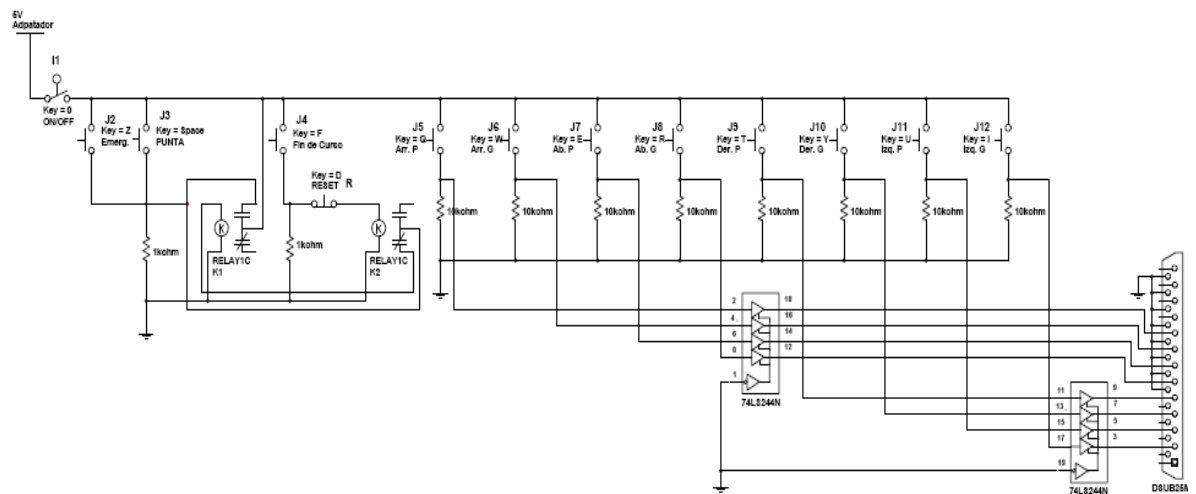 5V
Adpatador
I1
Key = 0
ON/OFF
J2
Key = Z
Emerg.
J3
Key = Space
PUNTA
J4
Key = F
Fin de Curso
Key = D
RESET R
J5
Key = Q
Arr. P
J6
Key = W
Arr. G
J7
Key = E
Ab. P
J8
Key = R
Ab. G
J9
Key = T
Der. P
J10
Key = Y
Der. G
J11
Key = U
Izq. P
J12
Key = I
Izq. G
1kohm
K
RELAY1C
K1
1kohm
K
RELAY1C
K2
10kohm
10kohm
10kohm
10kohm
10kohm
10kohm
10kohm
10kohm
2
4
6
8
1
18
16
14
12
74LS244N
11
13
15
17
19
9
7
5
3
74LS244N
DSUB25M